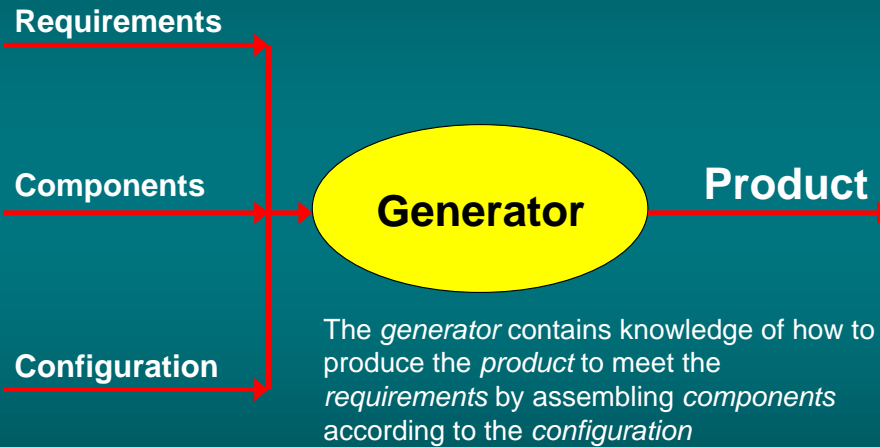 Requirements
Components
Generator
Product
Configuration
The generator contains knowledge of how to
produce the product to meet the
requirements by assembling components
according to the configuration